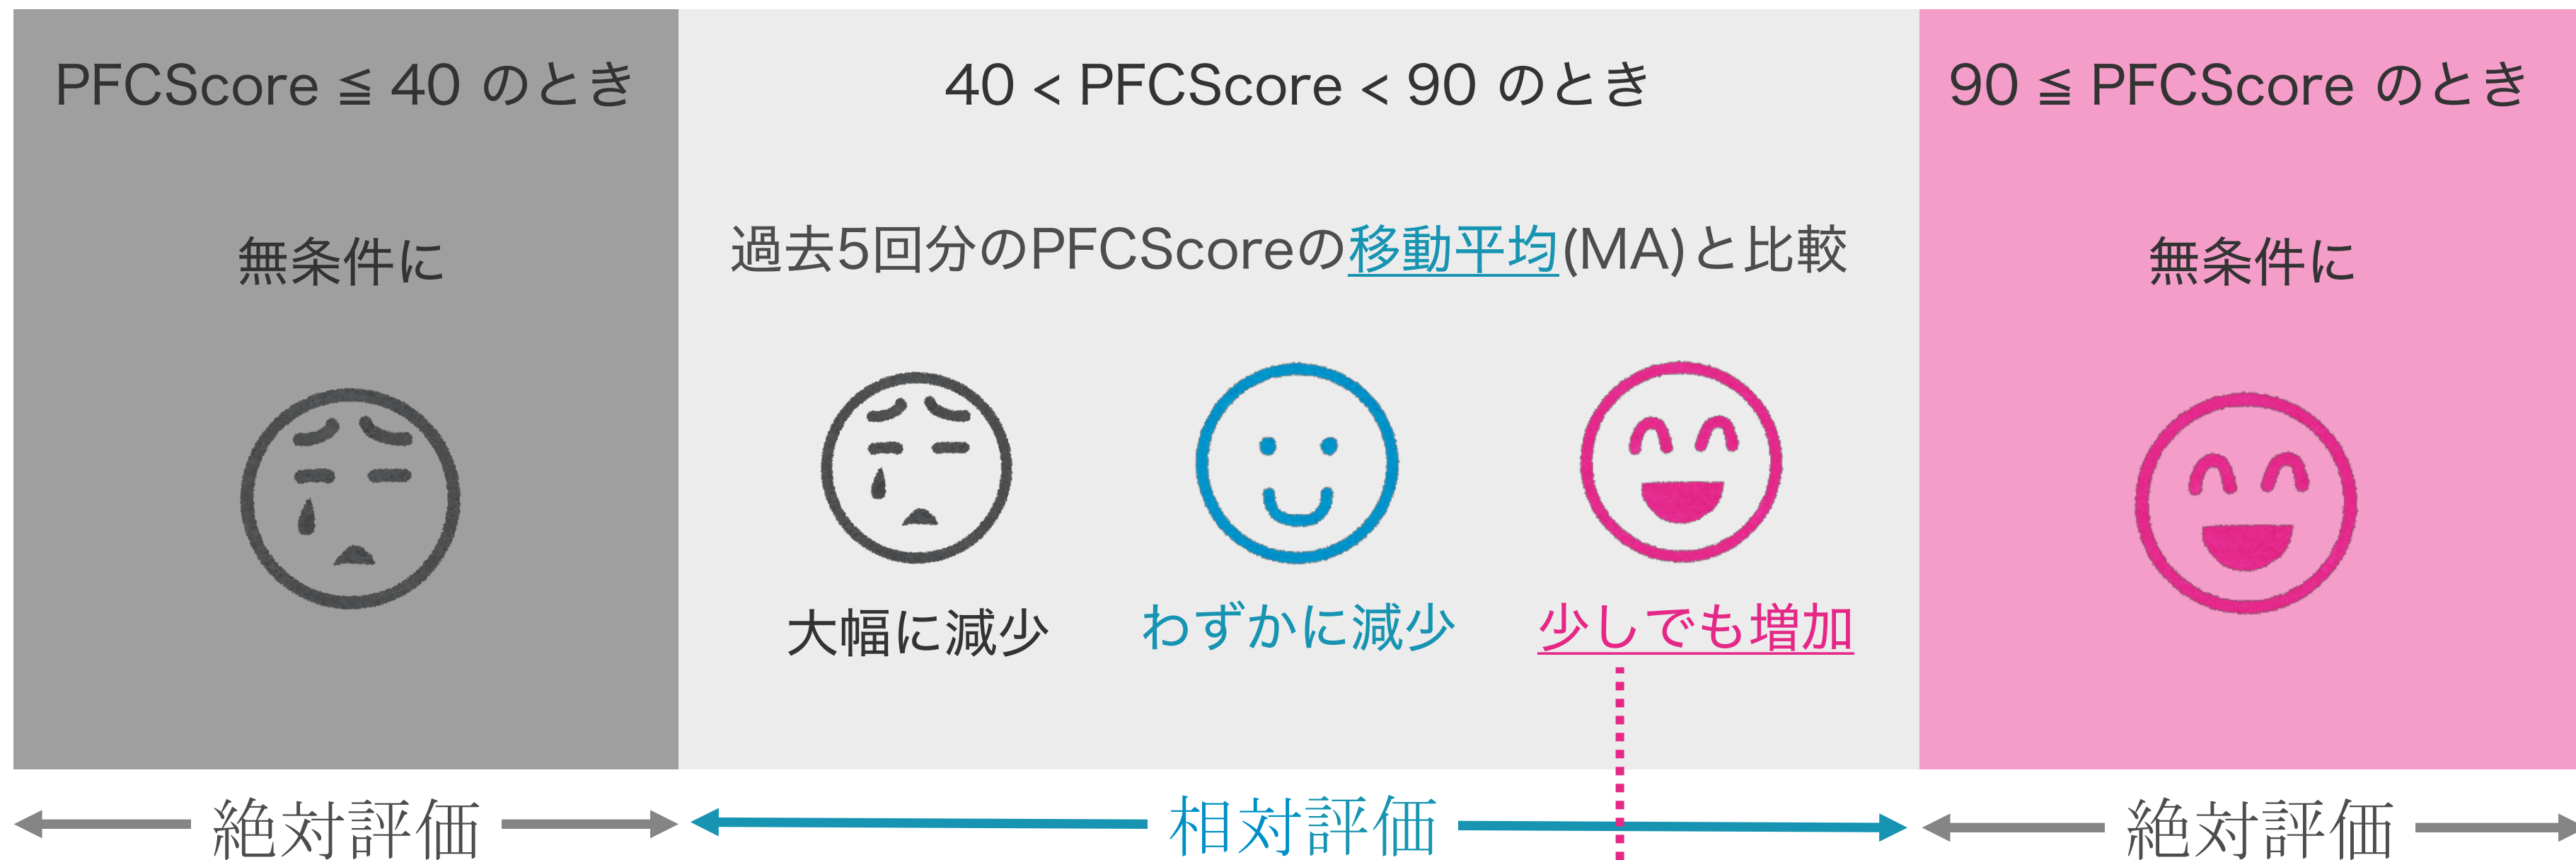 PFCScore ≦ 40 のとき
無条件に
40 < PFCScore < 90 のとき
過去5回分のPFCScoreの移動平均(MA)と比較
大幅に減少
わずかに減少
少しでも増加
90 ≦ PFCScore のとき
無条件に
絶対評価
相対評価
絶対評価